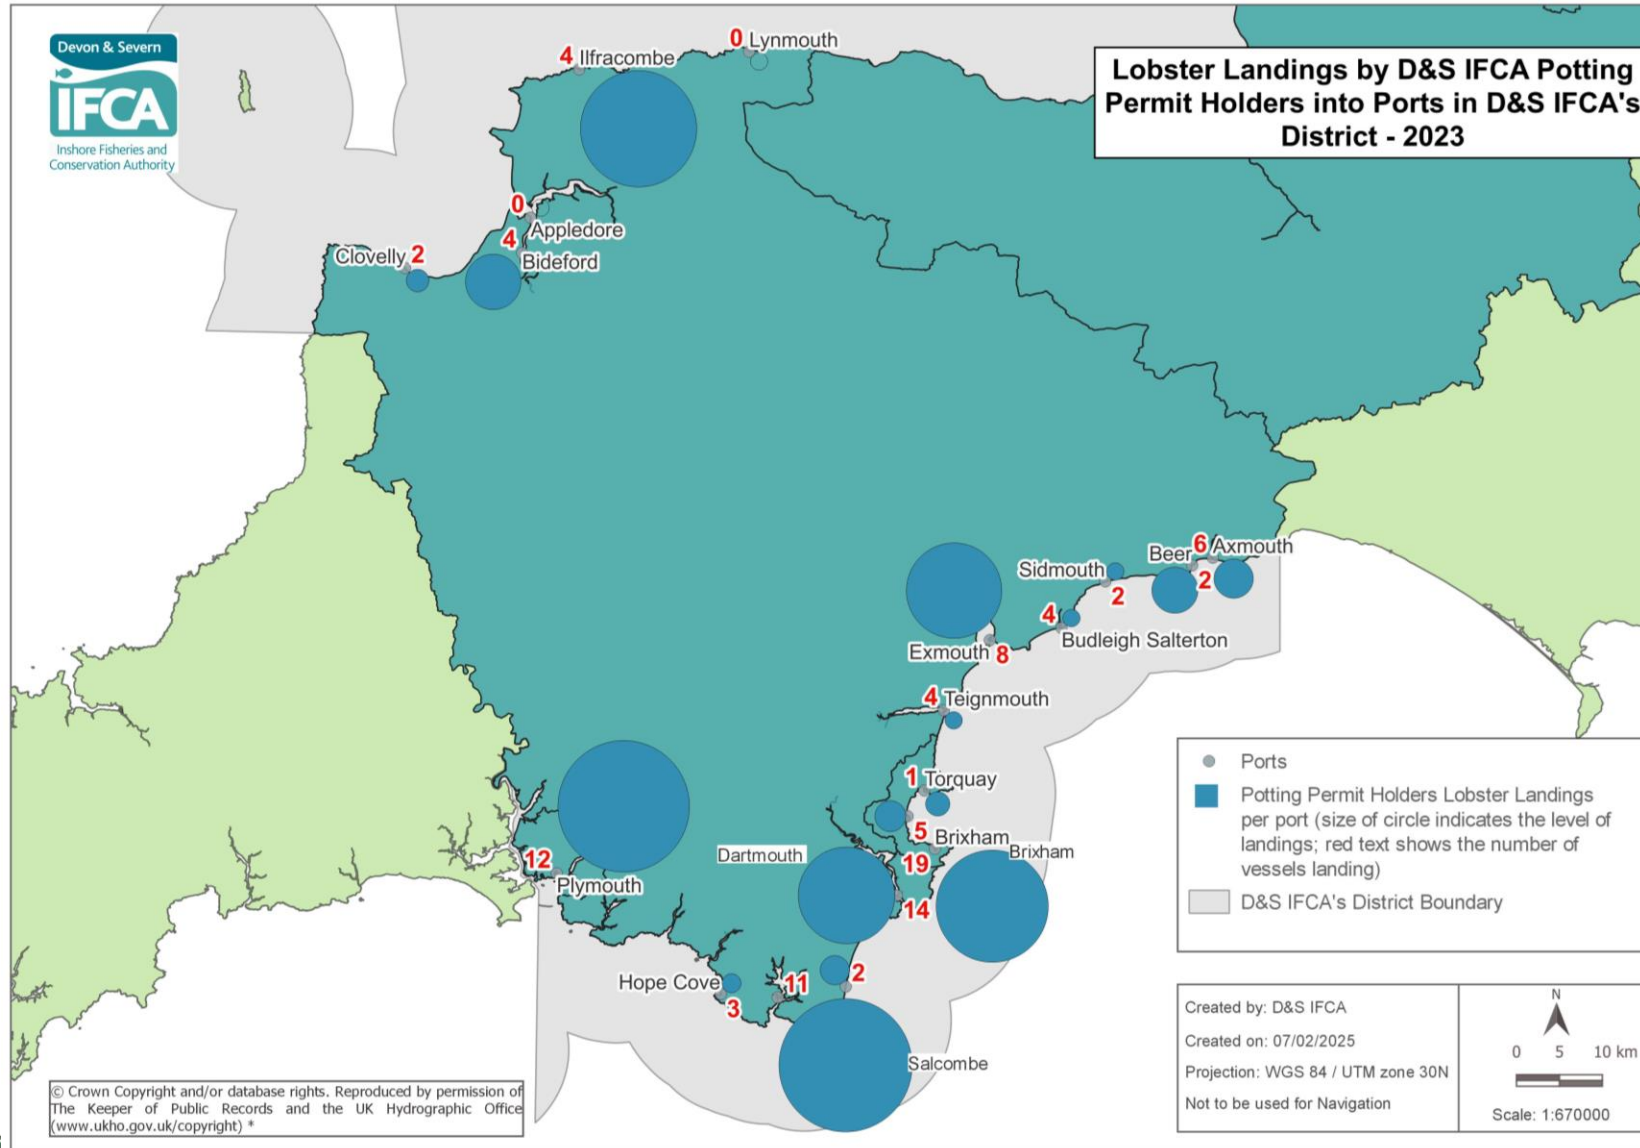 Devon & Severn
IFCA
Inshore Fisheries and
Conservation Authority
Lobster Landings by D&S IFCA Potting
Permit Holders into Ports in D&S IFCA's
District - 2023
0 Lynmouth
4 Ilfracombe
0
Appledore
4
Bideford
Clovelly 2
6 Axmouth
Beer
2
Sidmouth
2
4
Budleigh Salterton
Exmouth 8
4 Teignmouth
1 Torquay
5
Brixham
Brixham
19
Dartmouth
14
12
Plymouth
Hope Cove
3
11
2
Salcombe
Ports
Potting Permit Holders Lobster Landings
per port (size of circle indicates the level of
landings; red text shows the number of
vessels landing)
D&S IFCA's District Boundary
Created by: D&S IFCA
Created on: 07/02/2025
Projection: WGS 84 / UTM zone 30N
Not to be used for Navigation
N
0 5 10 km
Scale: 1:670000
© Crown Copyright and/or database rights. Reproduced by permission of
The Keeper of Public Records and the UK Hydrographic Office
(www.ukho.gov.uk/copyright) *